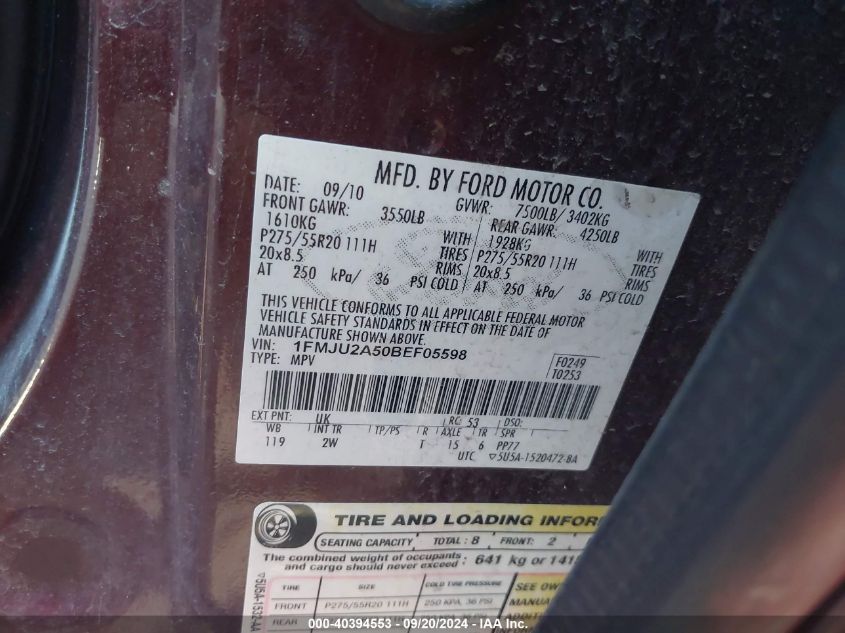 MFD. BY FORD MOTOR CO.
DATE: 09/10 GVWR: 7500LB/ 3402KG
FRONT GAWR: 3550LB REAR GAWR: 4250LB
1610KG 1928KG
P275/55R20 111H WITH TIRES P275/55R20 111H WITH TIRES
20x8.5 RIMS 20x8.5 RIMS
AT 250 kPa/ 36 PSI COLD AT 250 kPa/ 36 PSI COLD
THIS VEHICLE CONFORMS TO ALL APPLICABLE FEDERAL MOTOR
VEHICLE SAFETY STANDARDS IN EFFECT ON THE DATE OF
MANUFACTURE SHOWN ABOVE.
VIN: 1FMJU2A50BEF05598
TYPE: MPV
F0249
T0253
EXT PNT: UK RC: 53 DSO:
WB INT TR TP/PS R AXLE TR SPR
119 2W T 15 6 PP77
UTC ▽5U5A-1520472-BA
TIRE AND LOADING INFOR
SEATING CAPACITY TOTAL: 8 FRONT: 2
The combined weight of occupants
and cargo should never exceed : 641 kg or 141
TIRE SIZE COLD TIRE PRESSURE SEE OW
FRONT P275/55R20 111H 250 KPA, 36 PSI MANUAL
REAR
000-40394553 - 09/20/2024 - IAA Inc.